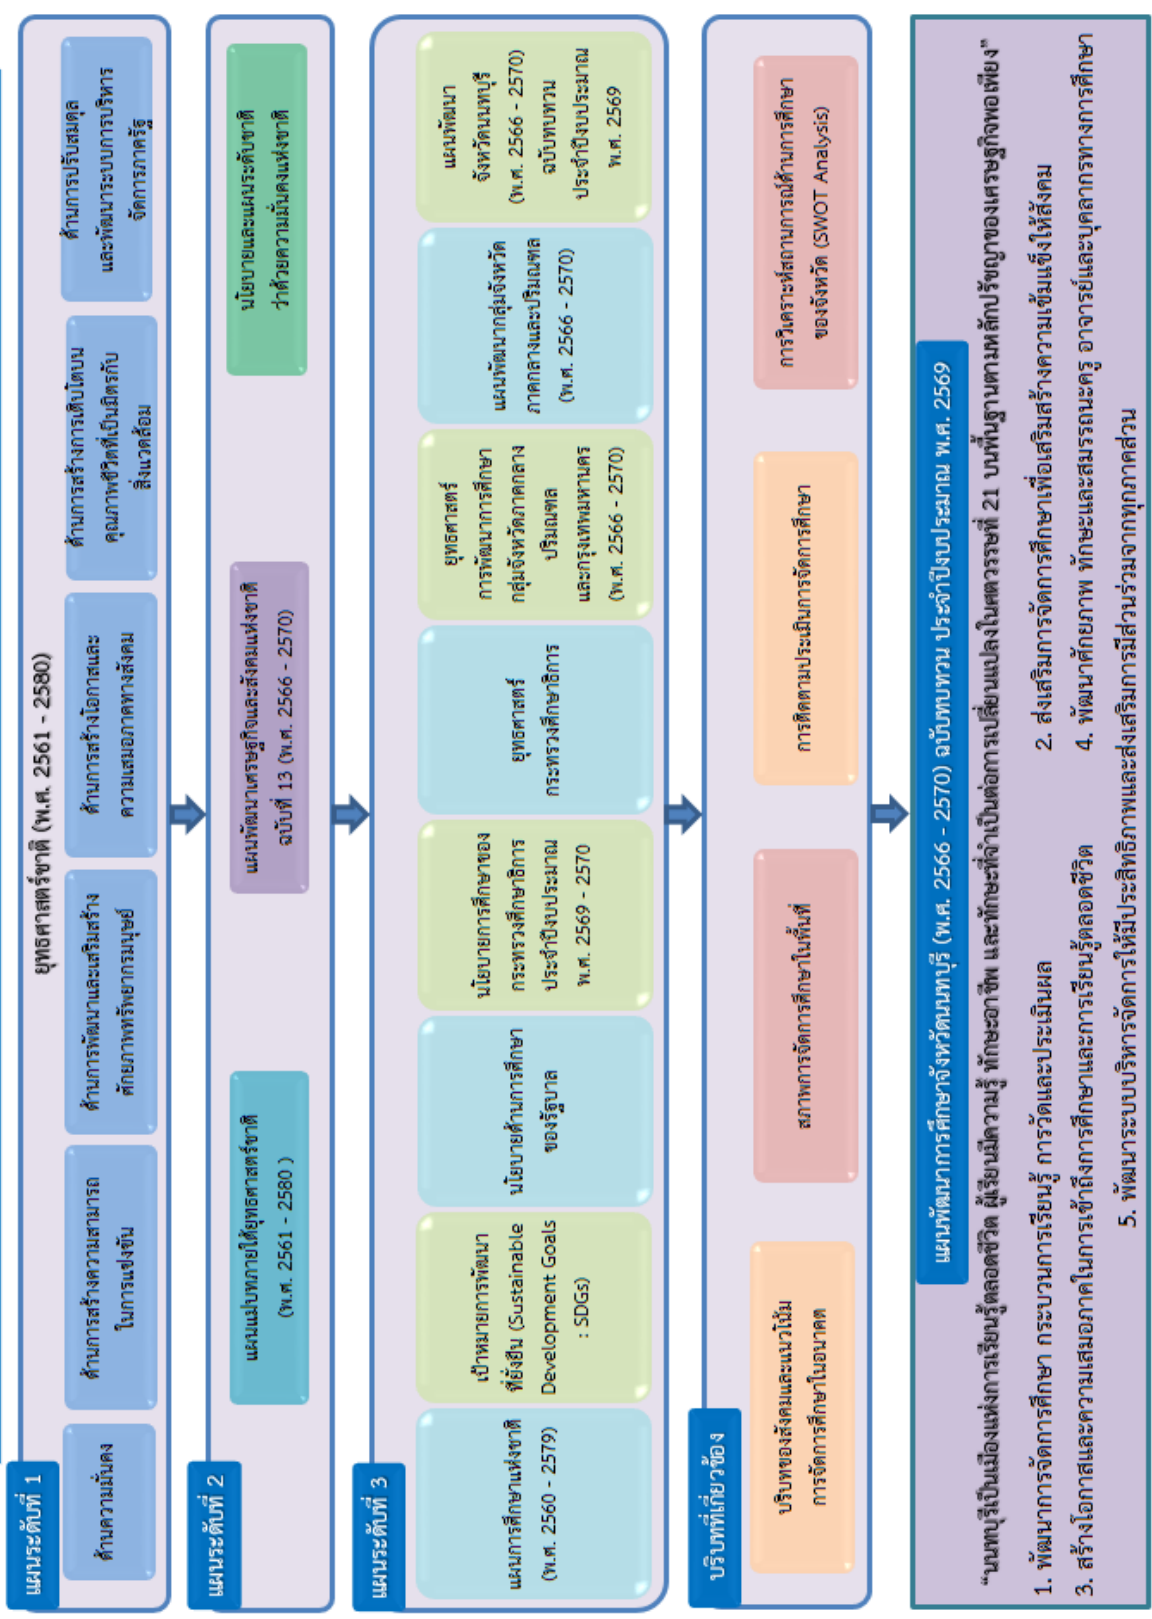 แผนระดับที่ 1
ยุทธศาสตร์ชาติ (พ.ศ. 2561 - 2580)
ด้านความมั่นคง
ด้านการสร้างความสามารถ
ในการแข่งขัน
ด้านการพัฒนาและเสริมสร้าง
ศักยภาพทรัพยากรมนุษย์
ด้านการสร้างโอกาสและ
ความเสมอภาคทางสังคม
ด้านการสร้างการเติบโตบน
คุณภาพชีวิตที่เป็นมิตรกับ
สิ่งแวดล้อม
ด้านการปรับสมดุล
และพัฒนาระบบการบริหาร
จัดการภาครัฐ
แผนระดับที่ 2
แผนแม่บทภายใต้ยุทธศาสตร์ชาติ
(พ.ศ. 2561 - 2580 )
แผนพัฒนาเศรษฐกิจและสังคมแห่งชาติ
ฉบับที่ 13 (พ.ศ. 2566 - 2570)
นโยบายและแผนระดับชาติ
ว่าด้วยความมั่นคงแห่งชาติ
แผนระดับที่ 3
แผนการศึกษาแห่งชาติ
(พ.ศ. 2560 - 2579)
เป้าหมายการพัฒนา
ที่ยั่งยืน (Sustainable
Development Goals
: SDGs)
นโยบายด้านการศึกษา
ของรัฐบาล
นโยบายการศึกษาของ
กระทรวงศึกษาธิการ
ประจำปีงบประมาณ
พ.ศ. 2569 - 2570
ยุทธศาสตร์
กระทรวงศึกษาธิการ
ยุทธศาสตร์
การพัฒนาการศึกษา
กลุ่มจังหวัดภาคกลาง
ปริมณฑล
และกรุงเทพมหานคร
(พ.ศ. 2566 - 2570)
แผนพัฒนากลุ่มจังหวัด
ภาคกลางและปริมณฑล
(พ.ศ. 2566 - 2570)
แผนพัฒนา
จังหวัดนนทบุรี
(พ.ศ. 2566 - 2570)
ฉบับทบทวน
ประจำปีงบประมาณ
พ.ศ. 2569
บริบทที่เกี่ยวข้อง
บริบทของสังคมและแนวโน้ม
การจัดการศึกษาในอนาคต
สภาพการจัดการศึกษาในพื้นที่
การติดตามประเมินการจัดการศึกษา
การวิเคราะห์สถานการณ์ด้านการศึกษา
ของจังหวัด (SWOT Analysis)
แผนพัฒนาการศึกษาจังหวัดนนทบุรี (พ.ศ. 2566 - 2570) ฉบับทบทวน ประจำปีงบประมาณ พ.ศ. 2569
“นนทบุรีเป็นเมืองแห่งการเรียนรู้ตลอดชีวิต ผู้เรียนมีความรู้ ทักษะอาชีพ และทักษะที่จำเป็นต่อการเปลี่ยนแปลงในศตวรรษที่ 21 บนพื้นฐานตามหลักปรัชญาของเศรษฐกิจพอเพียง”
1. พัฒนาการจัดการศึกษา กระบวนการเรียนรู้ การวัดและประเมินผล
2. ส่งเสริมการจัดการศึกษาเพื่อเสริมสร้างความเข้มแข็งให้สังคม
3. สร้างโอกาสและความเสมอภาคในการเข้าถึงการศึกษาและการเรียนรู้ตลอดชีวิต
4. พัฒนาศักยภาพ ทักษะและสมรรถนะครู อาจารย์และบุคลากรทางการศึกษา
5. พัฒนาระบบบริหารจัดการให้มีประสิทธิภาพและส่งเสริมการมีส่วนร่วมจากทุกภาคส่วน